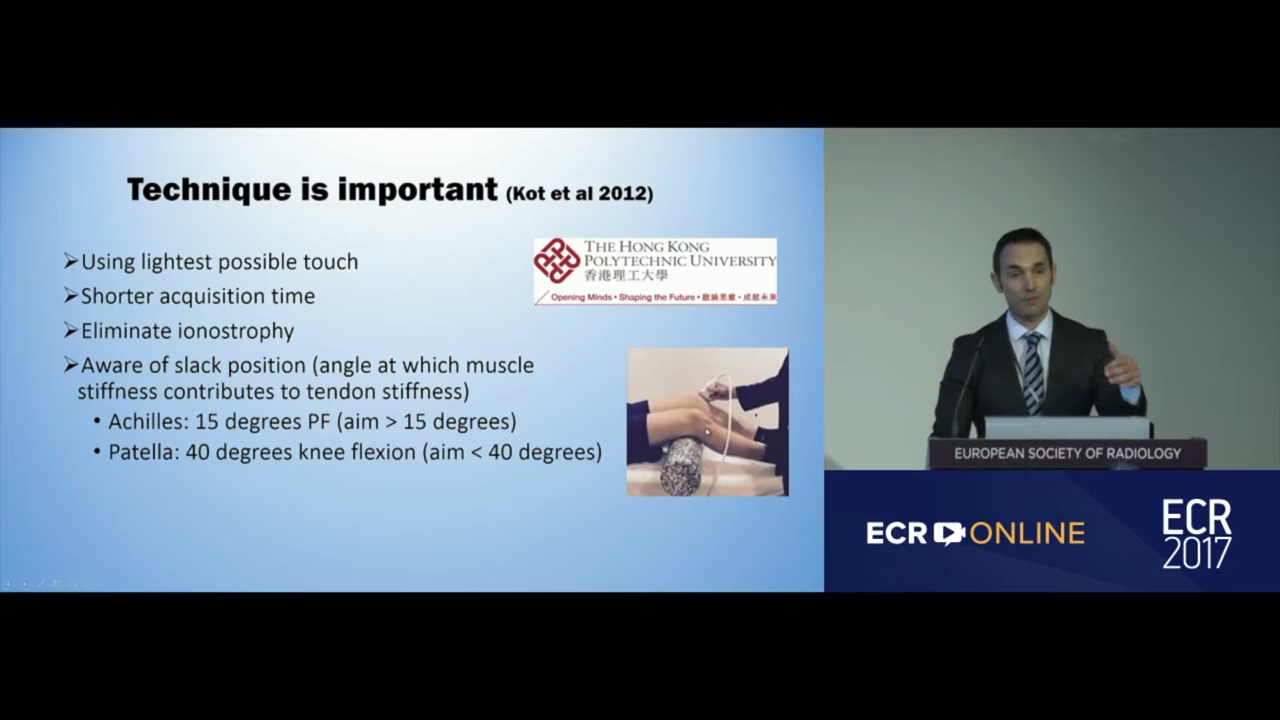 Technique is important (Kot et al 2012)
➢Using lightest possible touch
➢Shorter acquisition time
➢Eliminate ionostrophy
➢Aware of slack position (angle at which muscle
stiffness contributes to tendon stiffness)
• Achilles: 15 degrees PF (aim > 15 degrees)
• Patella: 40 degrees knee flexion (aim < 40 degrees)
THE HONG KONG
POLYTECHNIC UNIVERSITY
香港理工大學
Opening Minds • Shaping the Future • 啟迪思維 • 成就未來
EUROPEAN SOCIETY OF RADIOLOGY
ECR ONLINE
ECR
2017